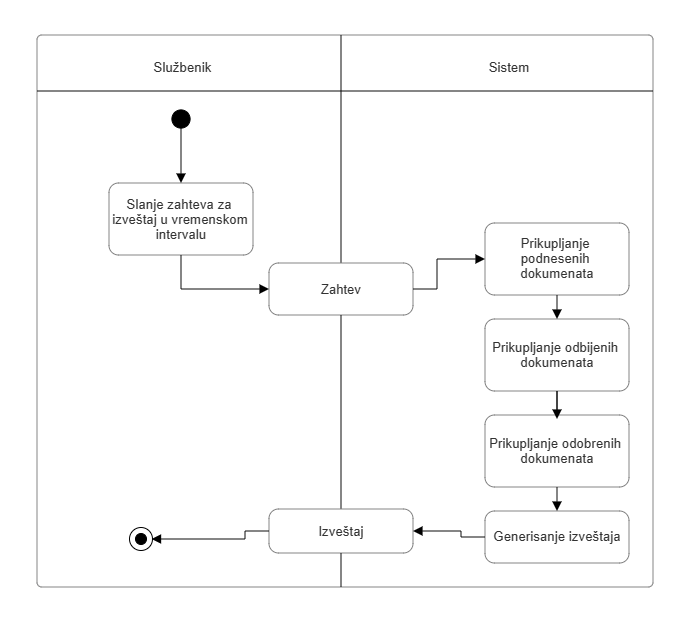 Službenik
Sistem
Slanje zahteva za
izveštaj u vremenskom
intervalu
Zahtev
Prikupljanje
podnesenih
dokumenata
Prikupljanje odbijenih
dokumenata
Prikupljanje odobrenih
dokumenata
Generisanje izveštaja
Izveštaj